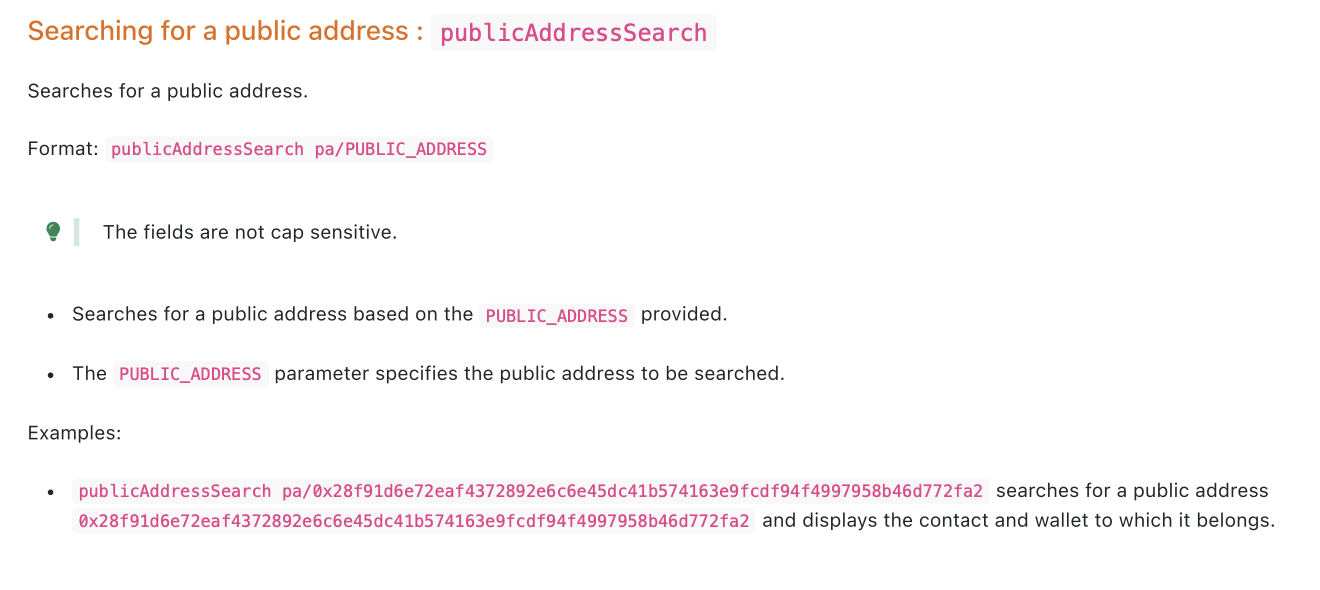 Searching for a public address : publicAddressSearch
Searches for a public address.
Format: publicAddressSearch pa/PUBLIC_ADDRESS
The fields are not cap sensitive.
• Searches for a public address based on the PUBLIC_ADDRESS provided.
• The PUBLIC_ADDRESS parameter specifies the public address to be searched.
Examples:
• publicAddressSearch pa/0x28f91d6e72eaf4372892e6c6e45dc41b574163e9fcdf94f4997958b46d772fa2 searches for a public address
0x28f91d6e72eaf4372892e6c6e45dc41b574163e9fcdf94f4997958b46d772fa2 and displays the contact and wallet to which it belongs.